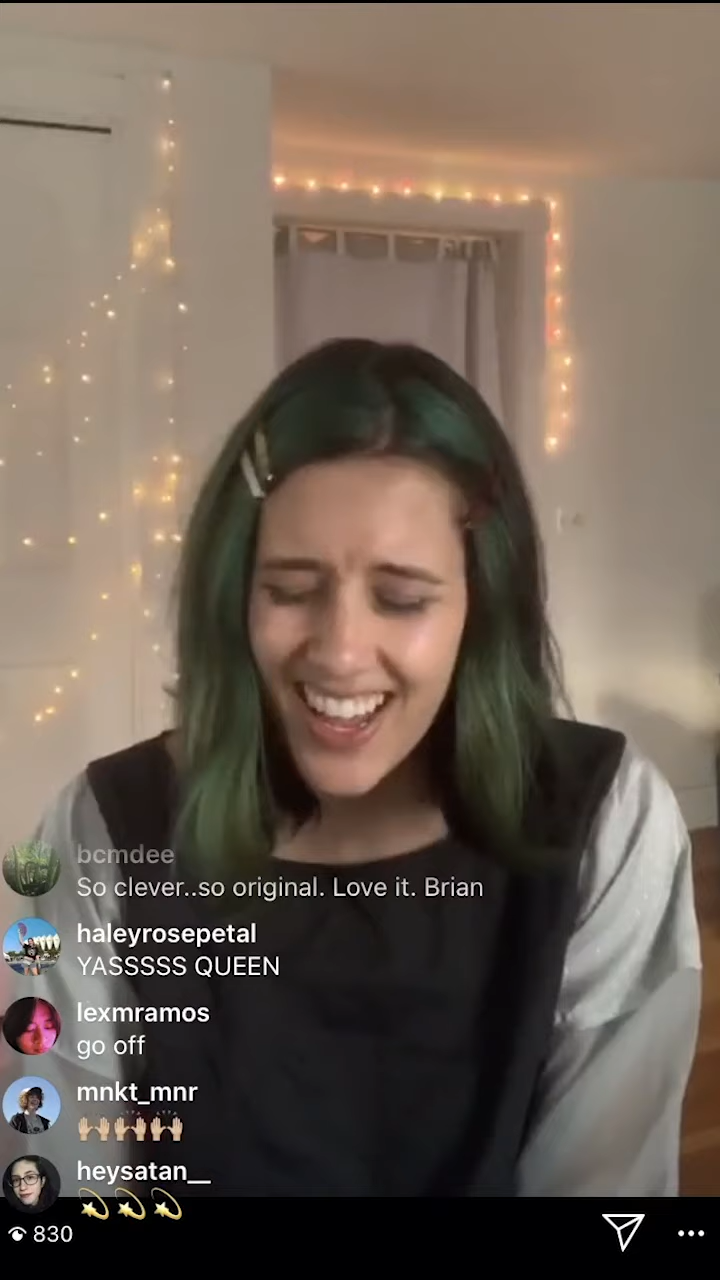 bcmdee
So clever..so original. Love it. Brian
haleyrosepetal
YASSSSS QUEEN
lexmramos
go off
mnkt_mnr
🙌🏼🙌🏼🙌🏼
heysatan__
💫💫💫
830